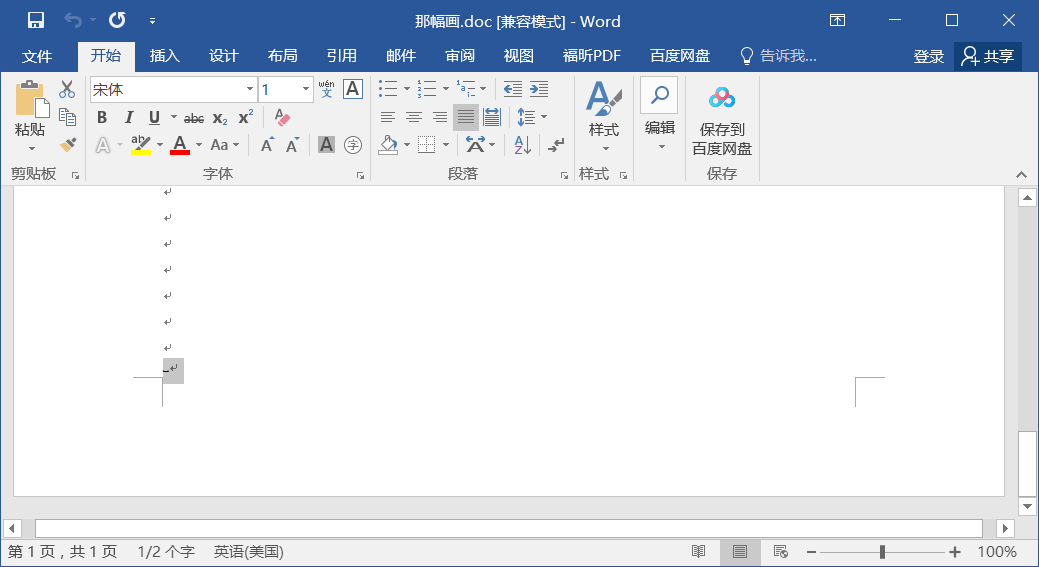 那幅画.doc [兼容模式] - Word
文件 开始 插入 设计 布局 引用 邮件 审阅 视图 福昕PDF 百度网盘 告诉我... 登录 共享
宋体 1 wén 文 A
B I U abc x₂ x²
A ab A Aa A A A 字
粘贴 样式 编辑 保存到 百度网盘
剪贴板 字体 段落 样式 保存
第 1 页，共 1 页 1/2 个字 英语(美国) 100%